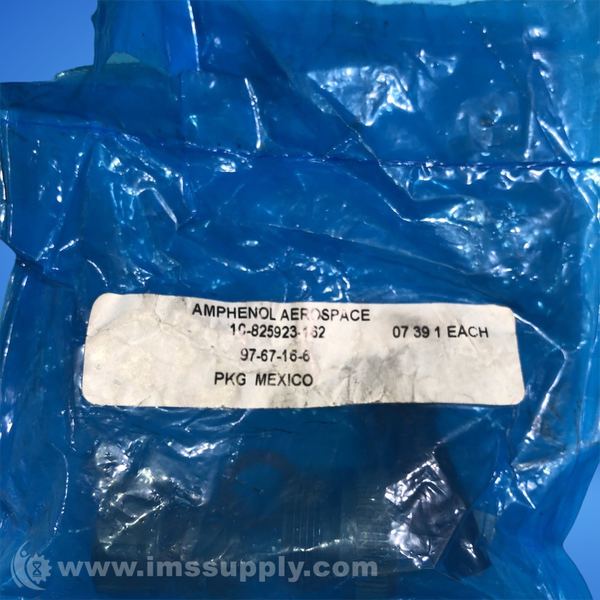 AMPHENOL AEROSPACE
10-825923-162 07 39 1 EACH
97-67-16-6
PKG MEXICO
www.imssupply.com